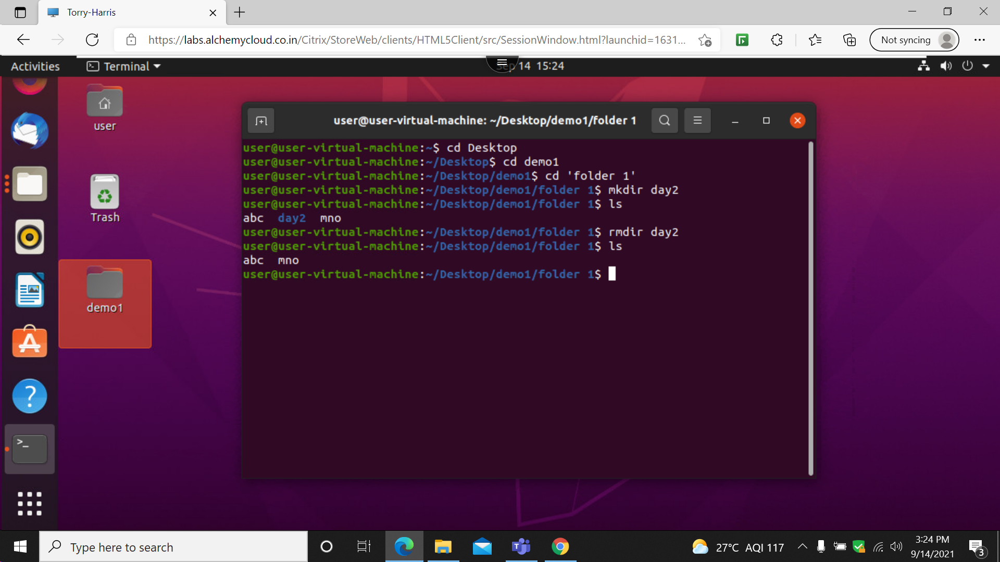 Torry-Harris
https://labs.alchemycloud.co.in/Citrix/StoreWeb/clients/HTML5Client/src/SessionWindow.html?launchid=1631...
Not syncing
Activities
Terminal
Sep 14 15:24
user
Trash
demo1
user@user-virtual-machine: ~/Desktop/demo1/folder 1
user@user-virtual-machine:~$ cd Desktop
user@user-virtual-machine:~/Desktop$ cd demo1
user@user-virtual-machine:~/Desktop/demo1$ cd 'folder 1'
user@user-virtual-machine:~/Desktop/demo1/folder 1$ mkdir day2
user@user-virtual-machine:~/Desktop/demo1/folder 1$ ls
abc day2 mno
user@user-virtual-machine:~/Desktop/demo1/folder 1$ rmdir day2
user@user-virtual-machine:~/Desktop/demo1/folder 1$ ls
abc mno
user@user-virtual-machine:~/Desktop/demo1/folder 1$
Type here to search
27°C AQI 117
3:24 PM
9/14/2021
3